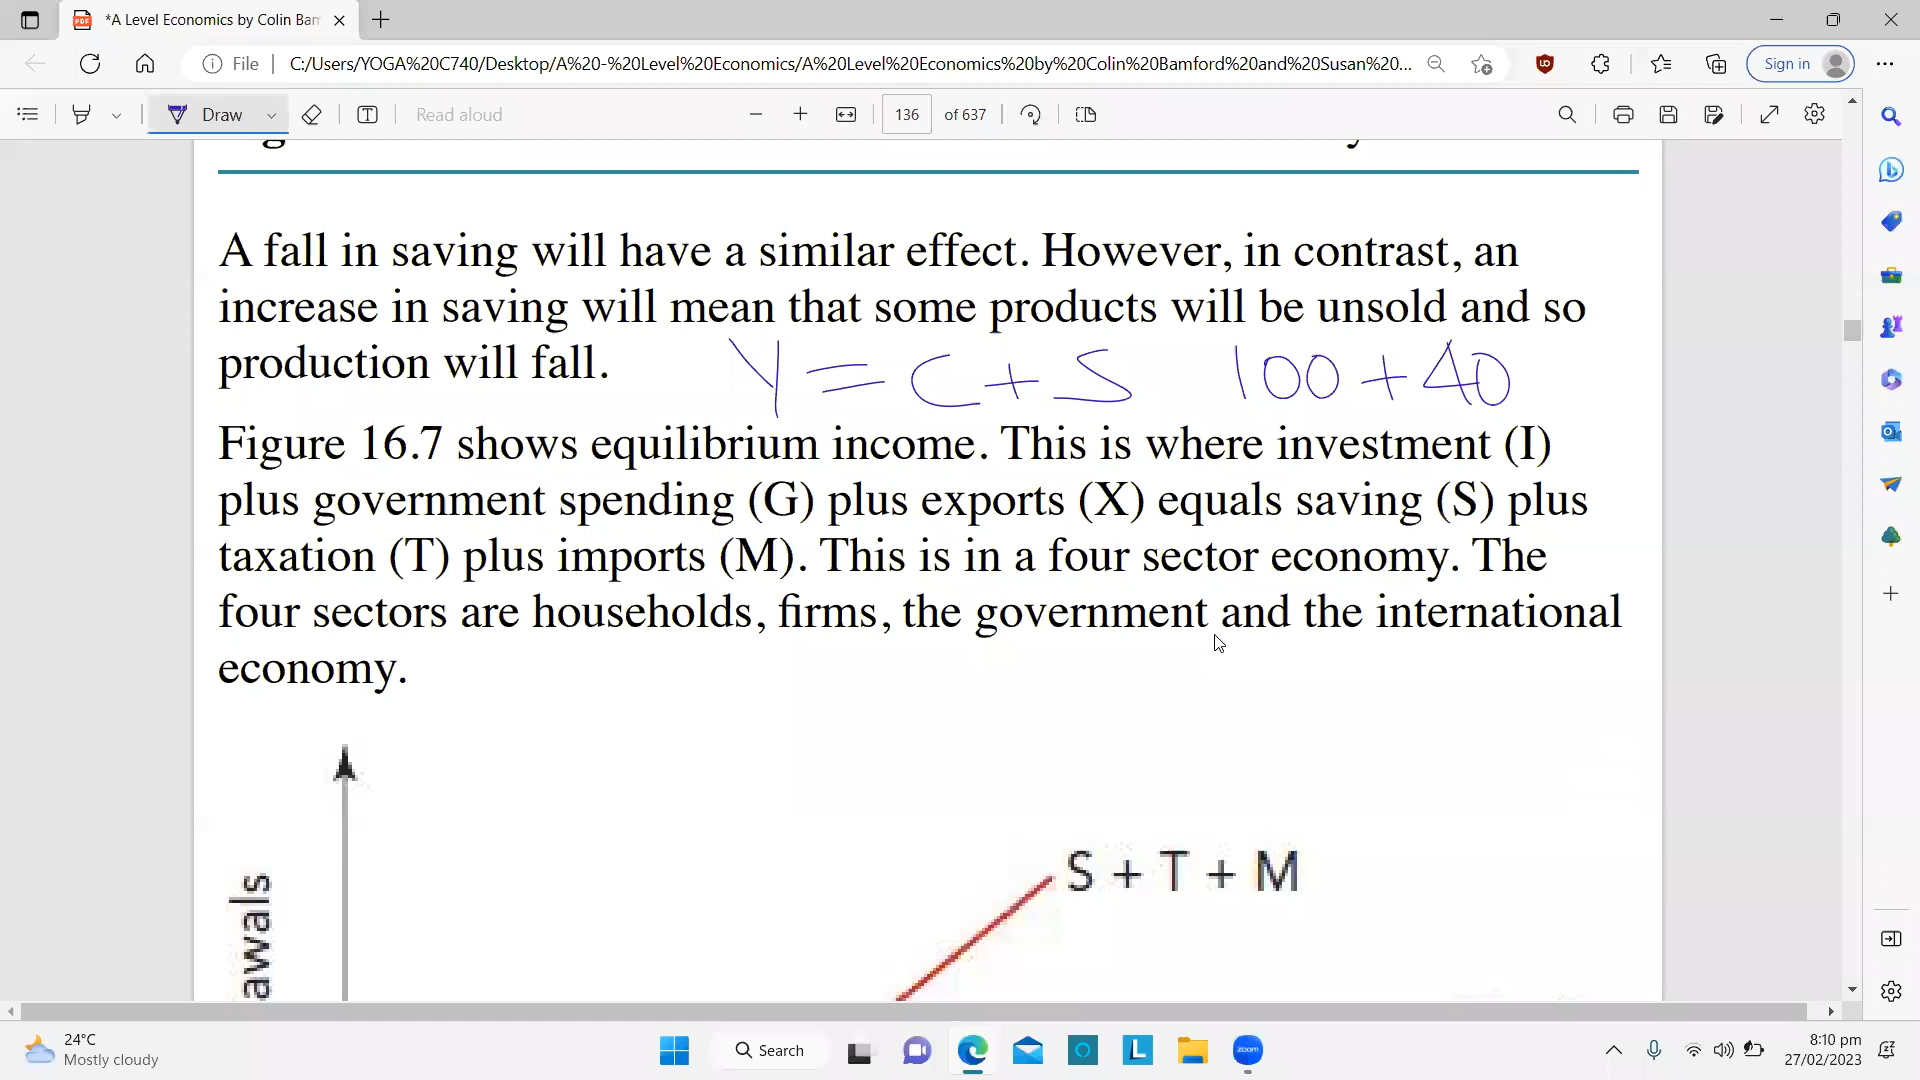 *A Level Economics by Colin Bam
File
C:/Users/YOGA%20C740/Desktop/A%20-%20Level%20Economics/A%20Level%20Economics%20by%20Colin%20Bamford%20and%20Susan%20...
Sign in
Draw
Read aloud
136 of 637
A fall in saving will have a similar effect. However, in contrast, an
increase in saving will mean that some products will be unsold and so
production will fall.
Y = C + S 100 + 40
Figure 16.7 shows equilibrium income. This is where investment (I)
plus government spending (G) plus exports (X) equals saving (S) plus
taxation (T) plus imports (M). This is in a four sector economy. The
four sectors are households, firms, the government and the international
economy.
S + T + M
awals
24°C
Mostly cloudy
Search
zoom
8:10 pm
27/02/2023